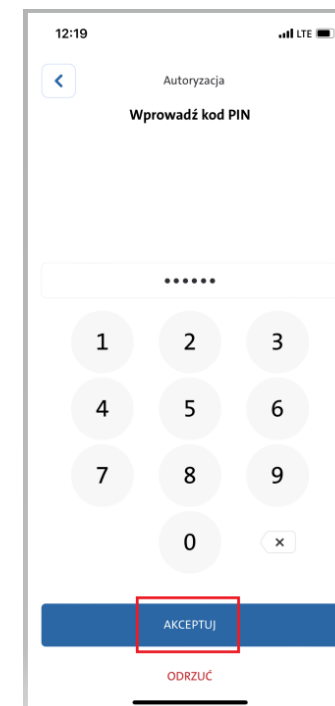 12:19 LTE
Autoryzacja
Wprowadź kod PIN
••••••
1 2 3
4 5 6
7 8 9
0 ×
AKCEPTUJ
ODRZUĆ